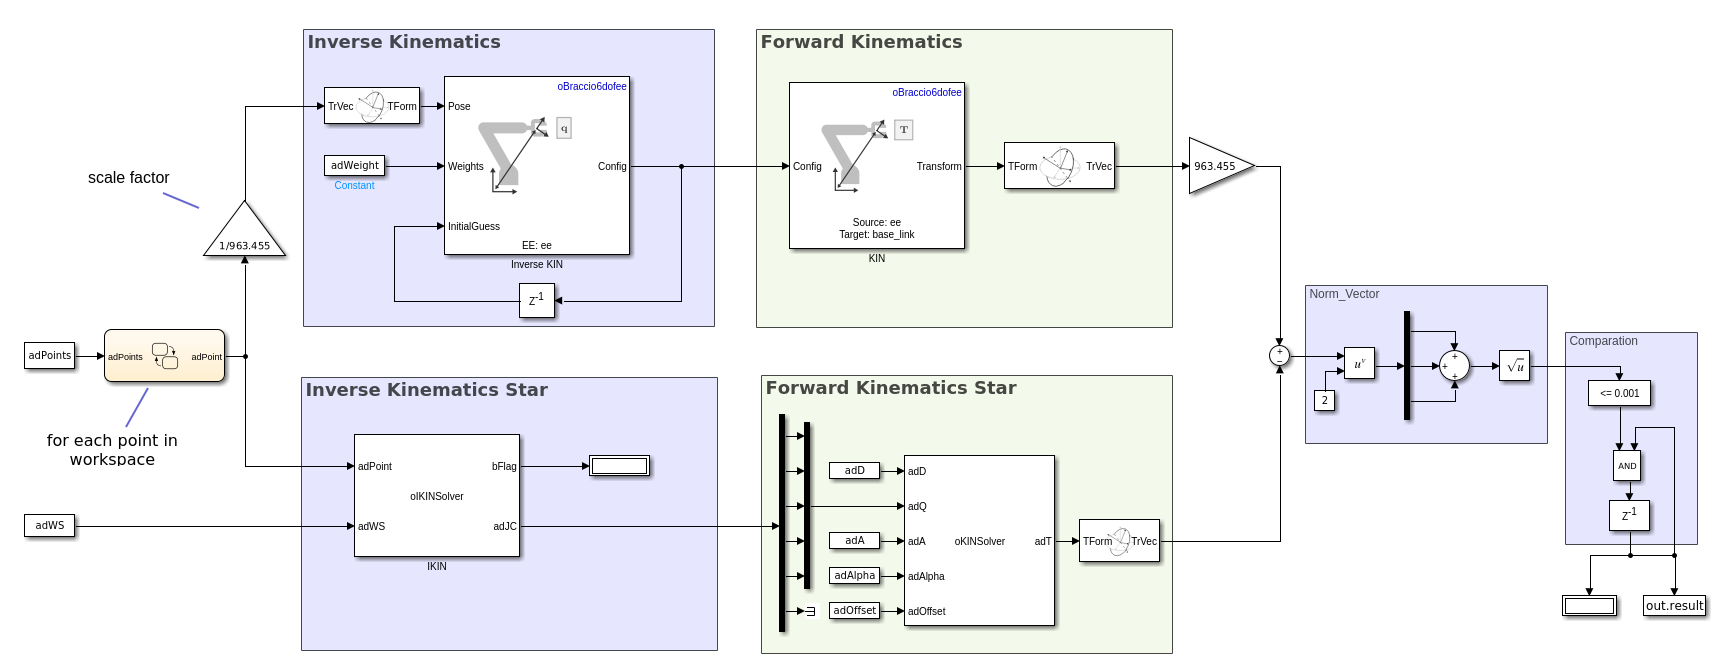 Inverse Kinematics
oBraccio6dofee
TrVec
TForm
Pose
q
adWeight
Constant
Weights
Config
InitialGuess
EE: ee
Inverse KIN
Z-1
Forward Kinematics
oBraccio6dofee
T
Config
Transform
Source: ee
Target: base_link
KIN
TForm
TrVec
963.455
scale factor
1/963.455
adPoints
adPoints
adPoint
for each point in
workspace
adWS
Inverse Kinematics Star
adPoint
bFlag
oIKINSolver
adWS
adJC
IKIN
Forward Kinematics Star
adD
adD
adQ
adA
adA
oKINSolver
adT
adAlpha
adAlpha
adOffset
adOffset
TForm
TrVec
+
−
Norm_Vector
uv
2
+
+
+
√u
Comparation
<= 0.001
AND
Z-1
out.result